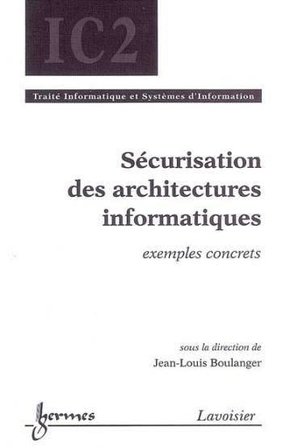 IC2
Traité Informatique et Systèmes d'Information
Sécurisation
des architectures
informatiques
exemples concrets
sous la direction de
Jean-Louis Boulanger
hermes
Lavoisier